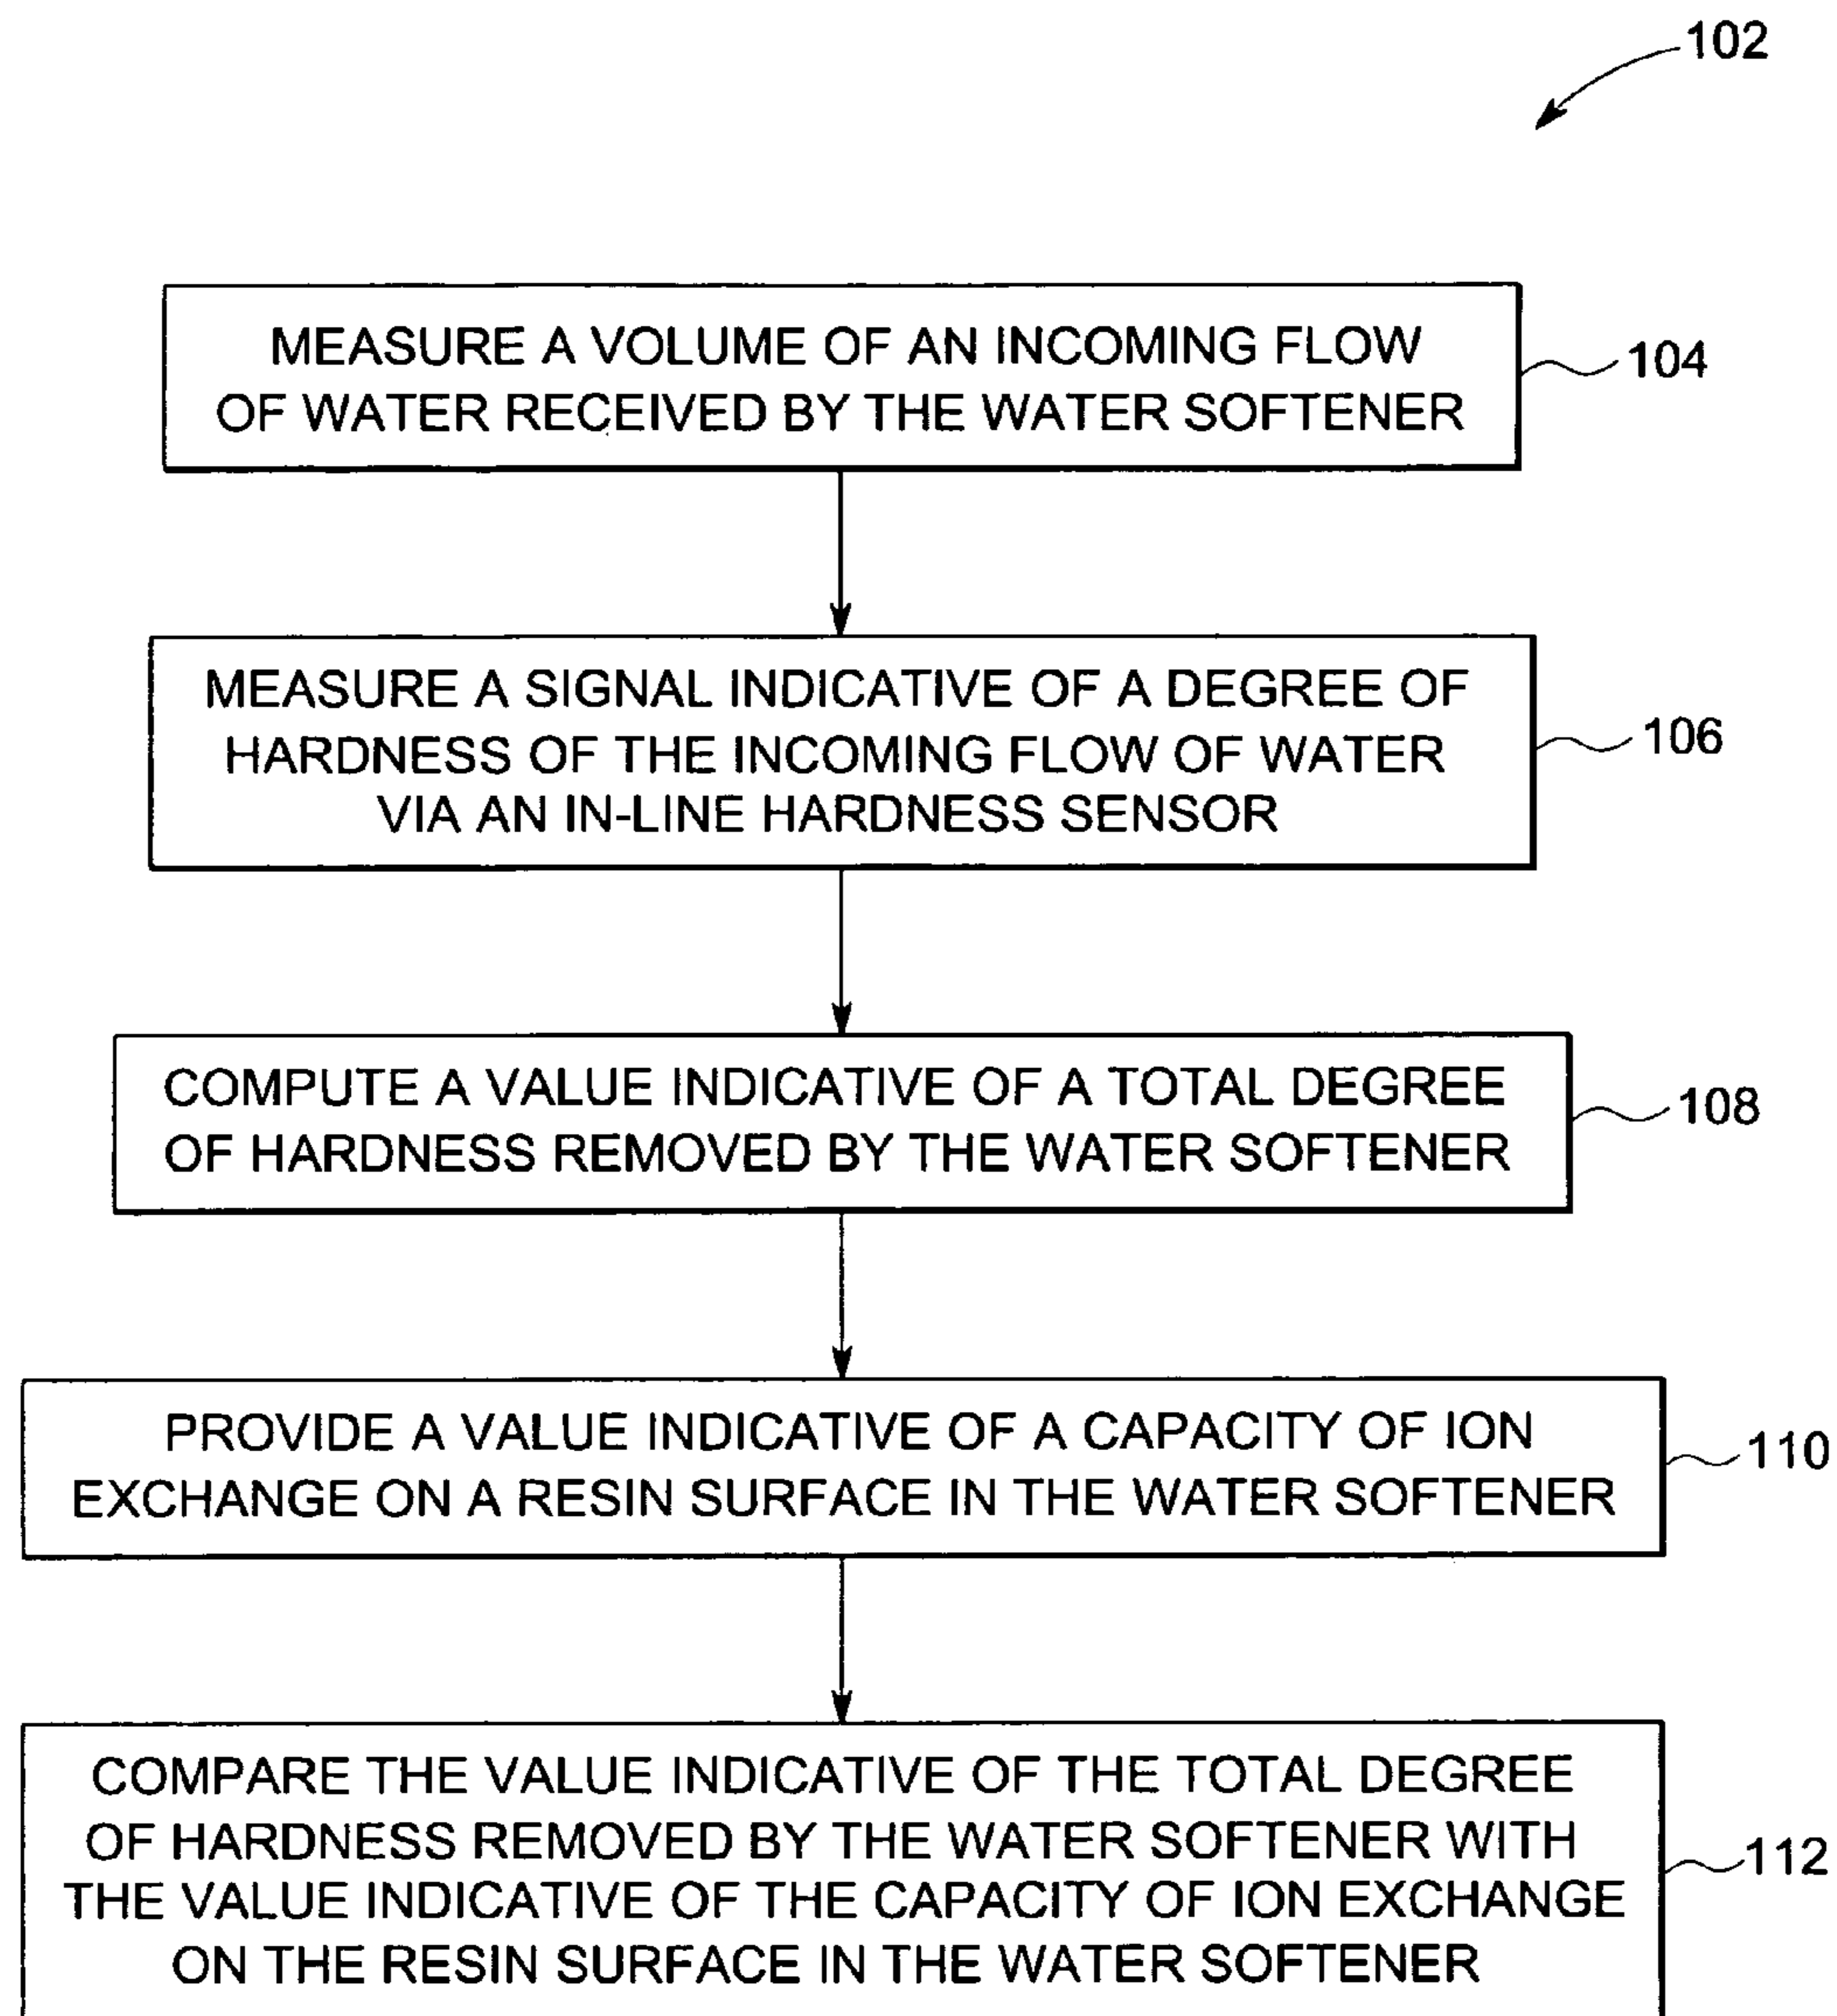 102
MEASURE A VOLUME OF AN INCOMING FLOW
OF WATER RECEIVED BY THE WATER SOFTENER
104
MEASURE A SIGNAL INDICATIVE OF A DEGREE OF
HARDNESS OF THE INCOMING FLOW OF WATER
VIA AN IN-LINE HARDNESS SENSOR
106
COMPUTE A VALUE INDICATIVE OF A TOTAL DEGREE
OF HARDNESS REMOVED BY THE WATER SOFTENER
108
PROVIDE A VALUE INDICATIVE OF A CAPACITY OF ION
EXCHANGE ON A RESIN SURFACE IN THE WATER SOFTENER
110
COMPARE THE VALUE INDICATIVE OF THE TOTAL DEGREE
OF HARDNESS REMOVED BY THE WATER SOFTENER WITH
THE VALUE INDICATIVE OF THE CAPACITY OF ION EXCHANGE
ON THE RESIN SURFACE IN THE WATER SOFTENER
112